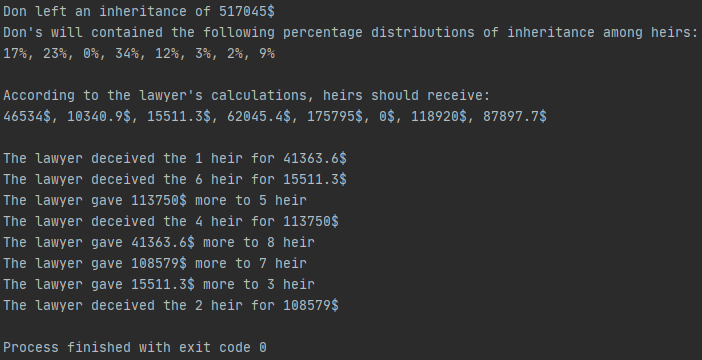 Don left an inheritance of 517045$
Don's will contained the following percentage distributions of inheritance among heirs:
17%, 23%, 0%, 34%, 12%, 3%, 2%, 9%
According to the lawyer's calculations, heirs should receive:
46534$, 10340.9$, 15511.3$, 62045.4$, 175795$, 0$, 118920$, 87897.7$
The lawyer deceived the 1 heir for 41363.6$
The lawyer deceived the 6 heir for 15511.3$
The lawyer gave 113750$ more to 5 heir
The lawyer deceived the 4 heir for 113750$
The lawyer gave 41363.6$ more to 8 heir
The lawyer gave 108579$ more to 7 heir
The lawyer gave 15511.3$ more to 3 heir
The lawyer deceived the 2 heir for 108579$
Process finished with exit code 0